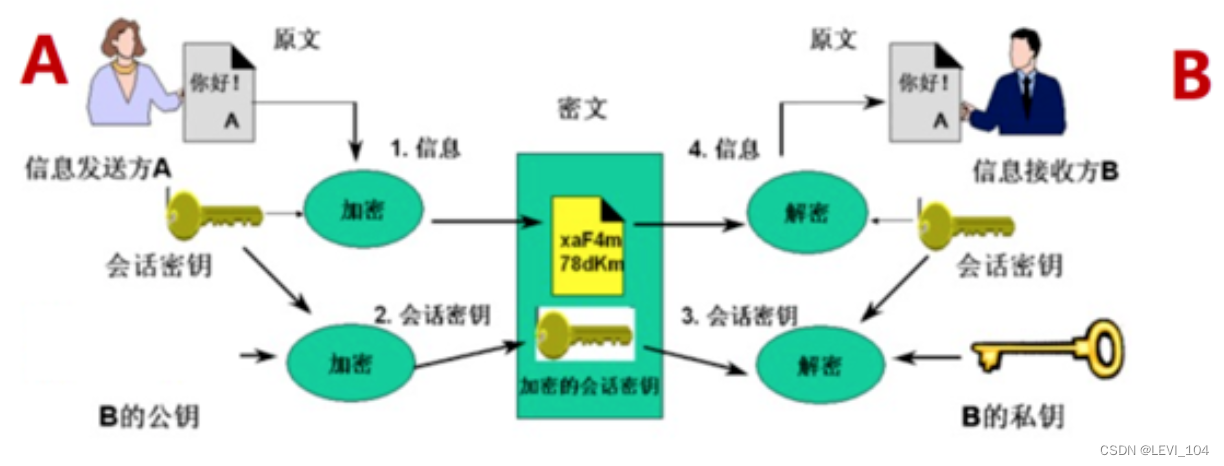 A
原文
你好！
A
1. 信息
信息发送方A
加密
会话密钥
2. 会话密钥
加密
B的公钥
密文
xaF4m
78dKm
加密的会话密钥
原文
你好！
A
B
4. 信息
信息接收方B
解密
会话密钥
3. 会话密钥
解密
B的私钥
CSDN @LEVI_104